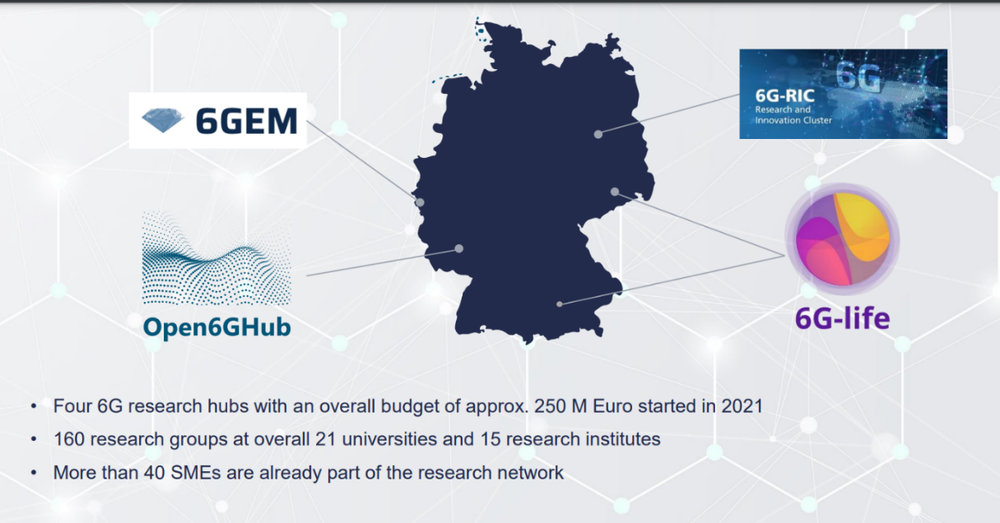 6GEM
6G
6G-RIC
Research and
Innovation Cluster
Open6GHub
6G-life
• Four 6G research hubs with an overall budget of approx. 250 M Euro started in 2021
• 160 research groups at overall 21 universities and 15 research institutes
• More than 40 SMEs are already part of the research network